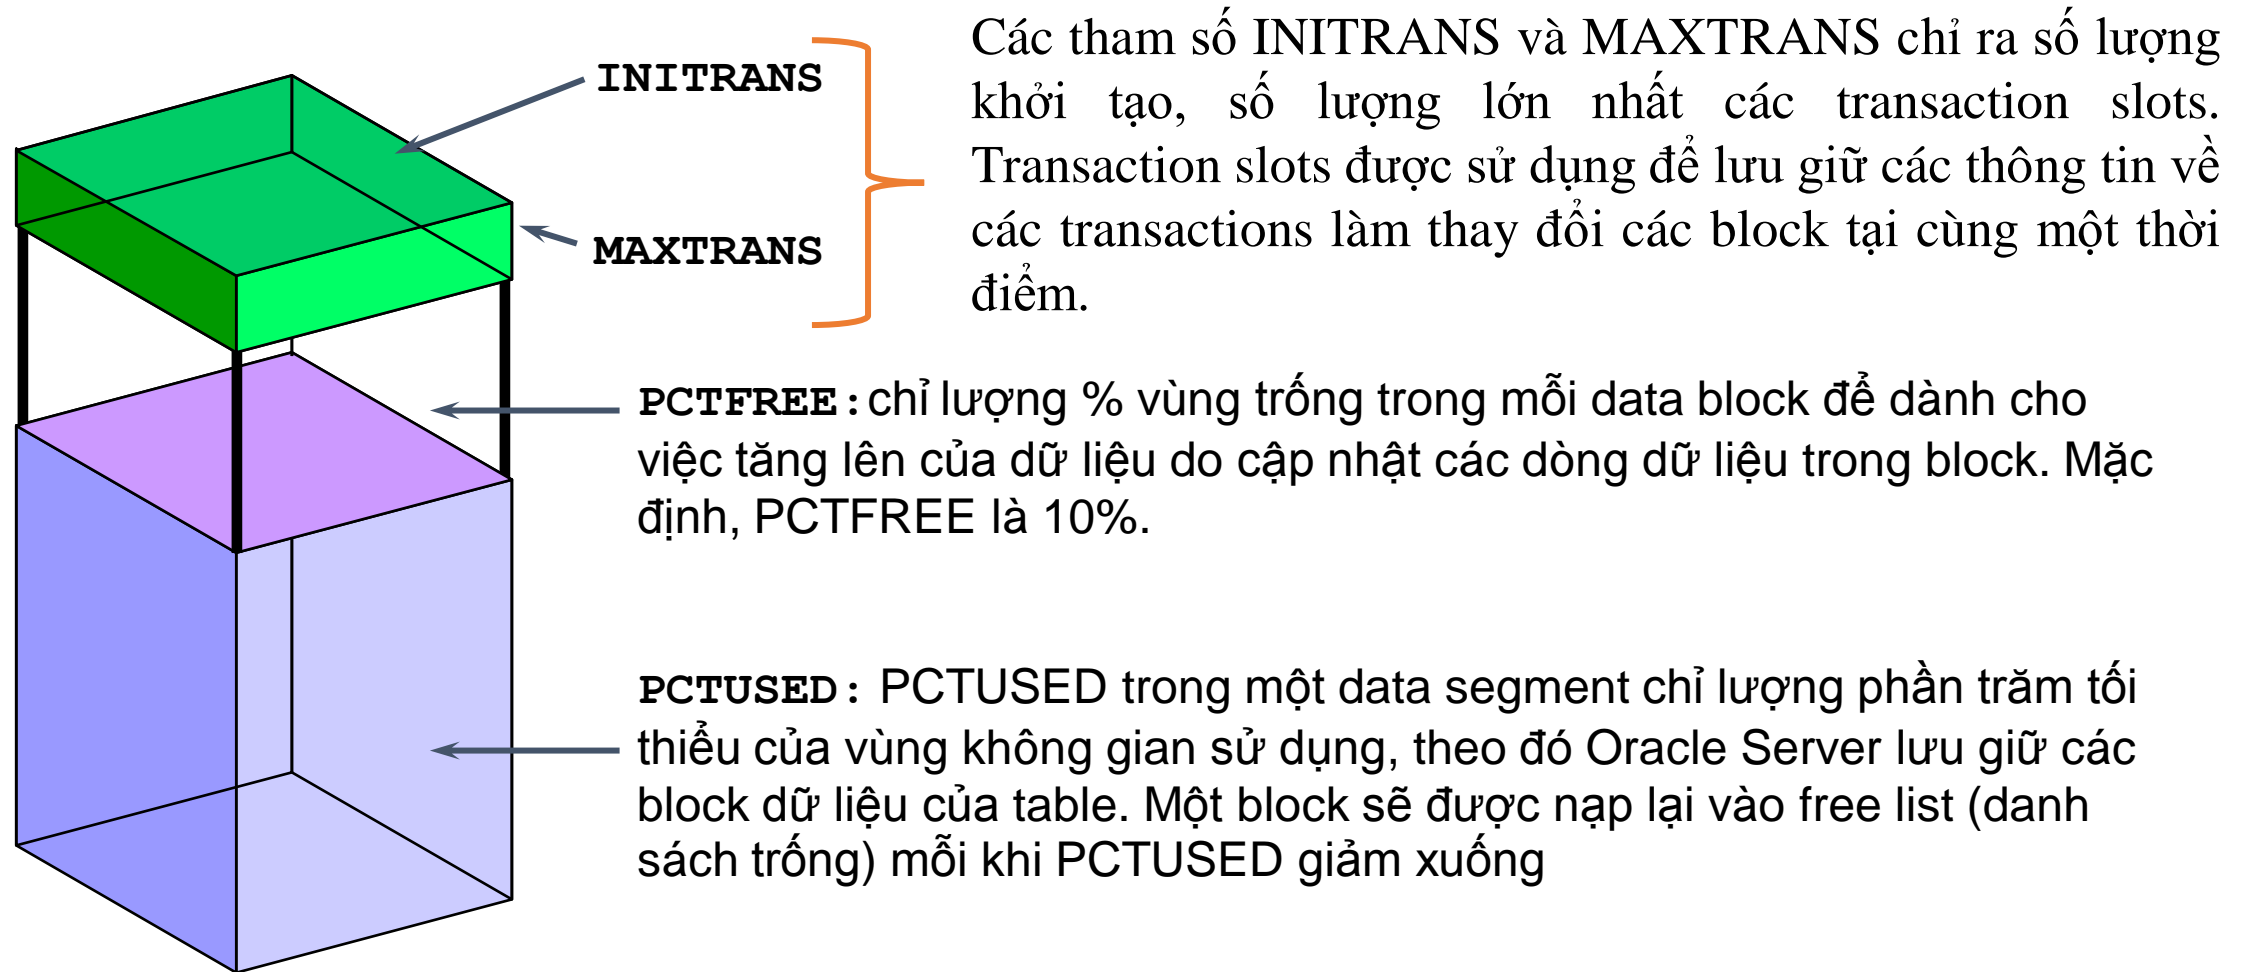 INITRANS
MAXTRANS
Các tham số INITRANS và MAXTRANS chỉ ra số lượng
khởi tạo, số lượng lớn nhất các transaction slots.
Transaction slots được sử dụng để lưu giữ các thông tin về
các transactions làm thay đổi các block tại cùng một thời
điểm.
PCTFREE: chỉ lượng % vùng trống trong mỗi data block để dành cho
việc tăng lên của dữ liệu do cập nhật các dòng dữ liệu trong block. Mặc
định, PCTFREE là 10%.
PCTUSED: PCTUSED trong một data segment chỉ lượng phần trăm tối
thiểu của vùng không gian sử dụng, theo đó Oracle Server lưu giữ các
block dữ liệu của table. Một block sẽ được nạp lại vào free list (danh
sách trống) mỗi khi PCTUSED giảm xuống